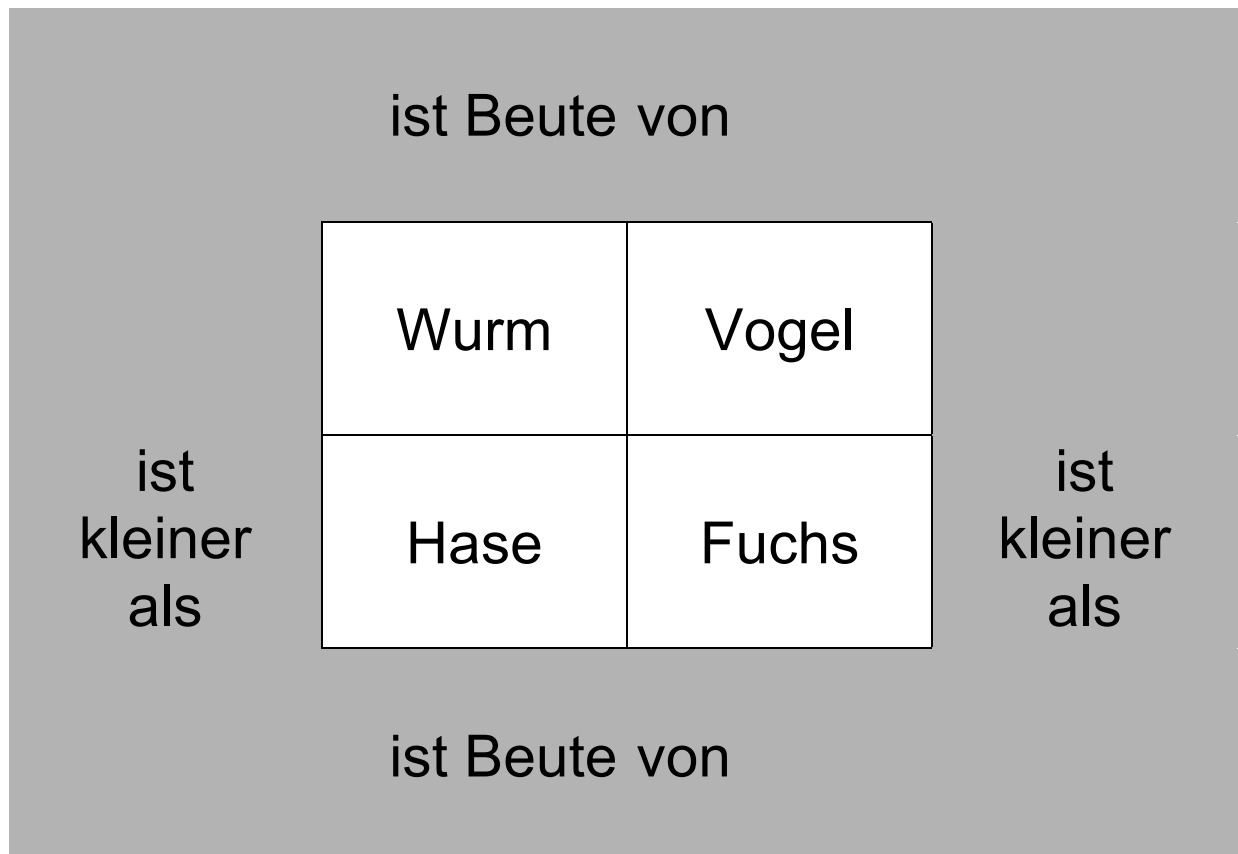 ist Beute von
Wurm Vogel
ist
kleiner
als
Hase Fuchs
ist
kleiner
als
ist Beute von